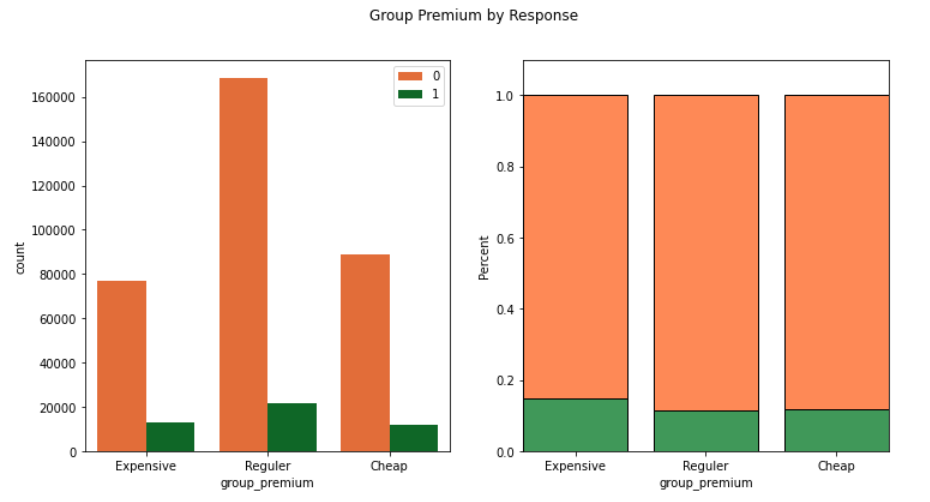 Group Premium by Response
0
1
160000
140000
120000
100000
80000
60000
40000
20000
0
count
Expensive Reguler Cheap
group_premium
1.0
0.8
0.6
0.4
0.2
0.0
Percent
Expensive Reguler Cheap
group_premium